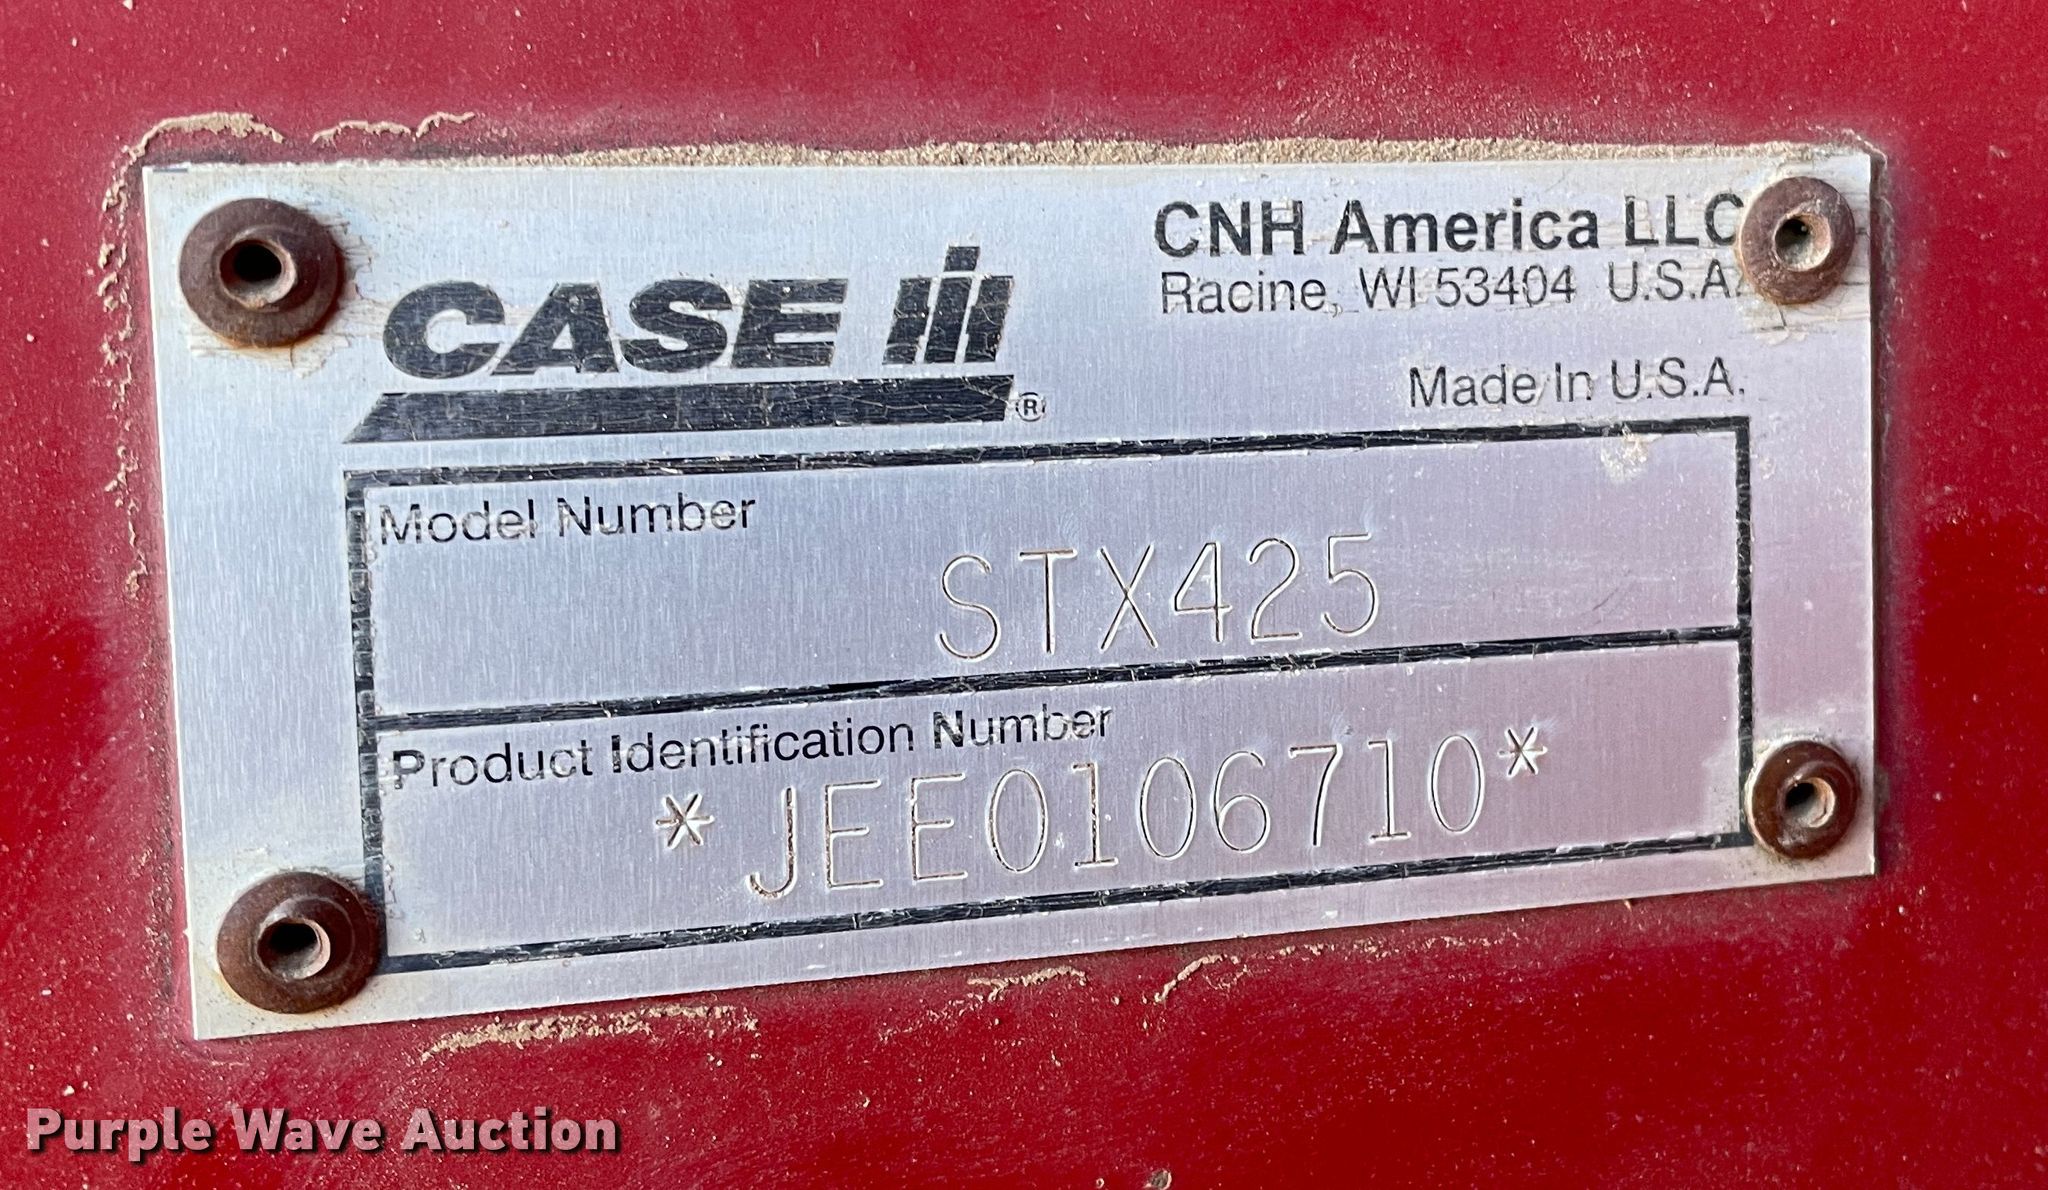 CNH America LLC
Racine, WI 53404 U.S.A.
CASE IH®
Made In U.S.A.
Model Number
STX425
Product Identification Number
*JEE0106710*
Purple Wave Auction